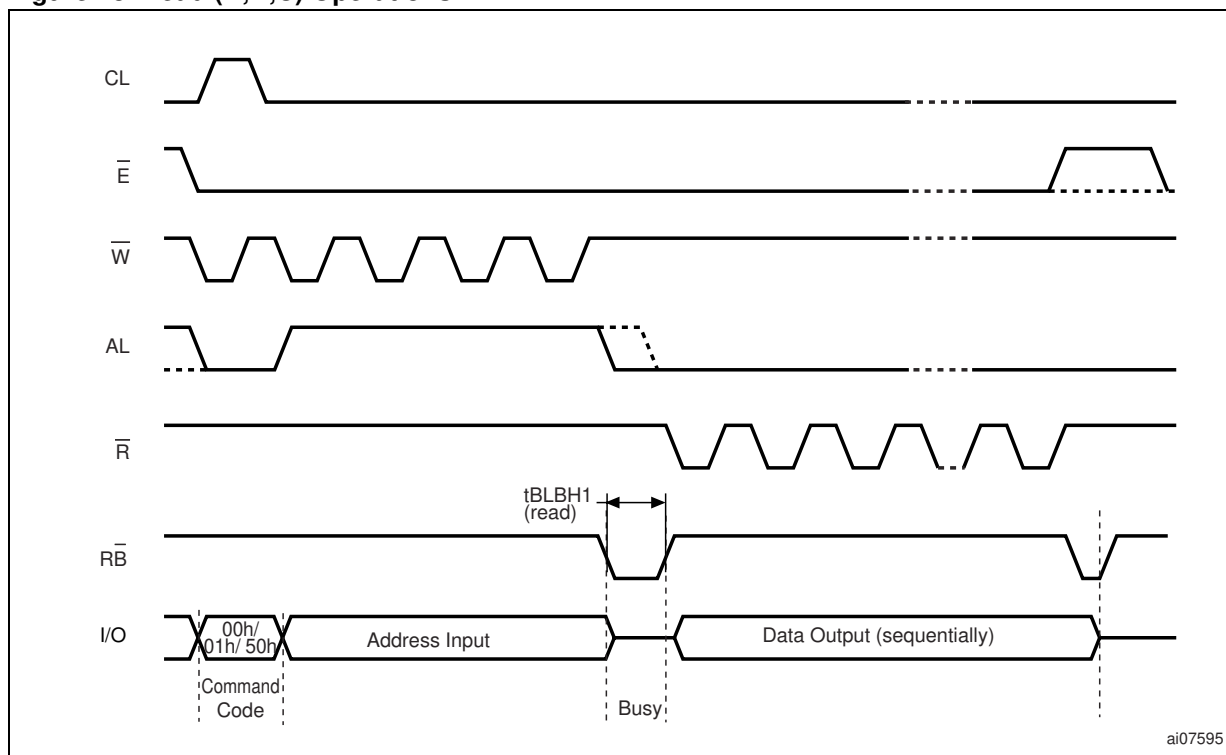 CL
E
W
AL
R
tBLBH1
(read)
RB
I/O
00h/
01h/ 50h
Address Input
Data Output (sequentially)
Command
Code
Busy
ai07595